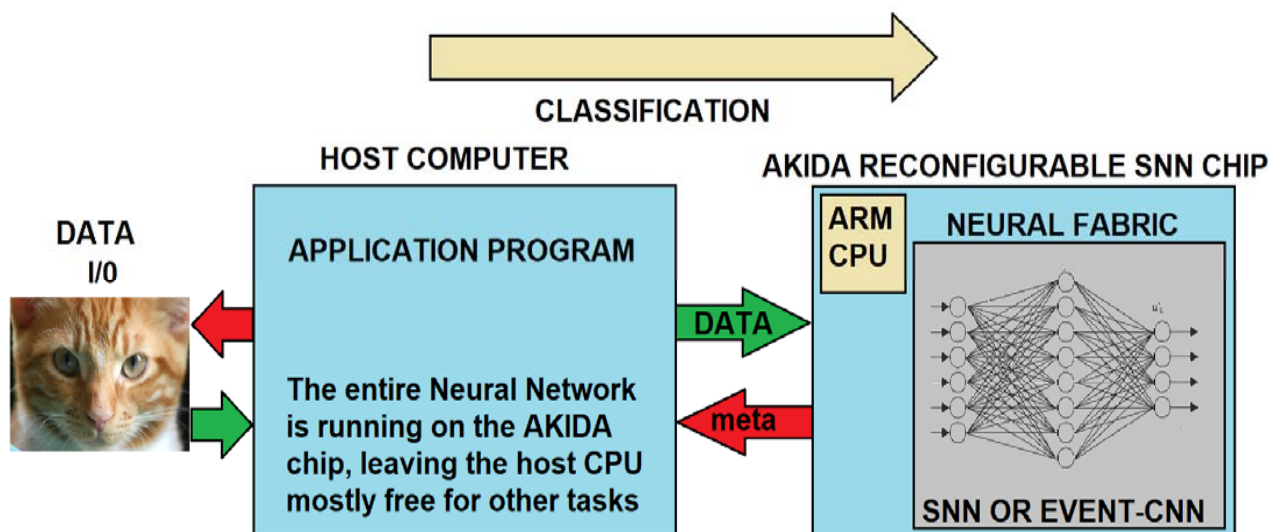 CLASSIFICATION
HOST COMPUTER
AKIDA RECONFIGURABLE SNN CHIP
DATA
I/0
APPLICATION PROGRAM
The entire Neural Network
is running on the AKIDA
chip, leaving the host CPU
mostly free for other tasks
DATA
meta
ARM
CPU
NEURAL FABRIC
SNN OR EVENT-CNN